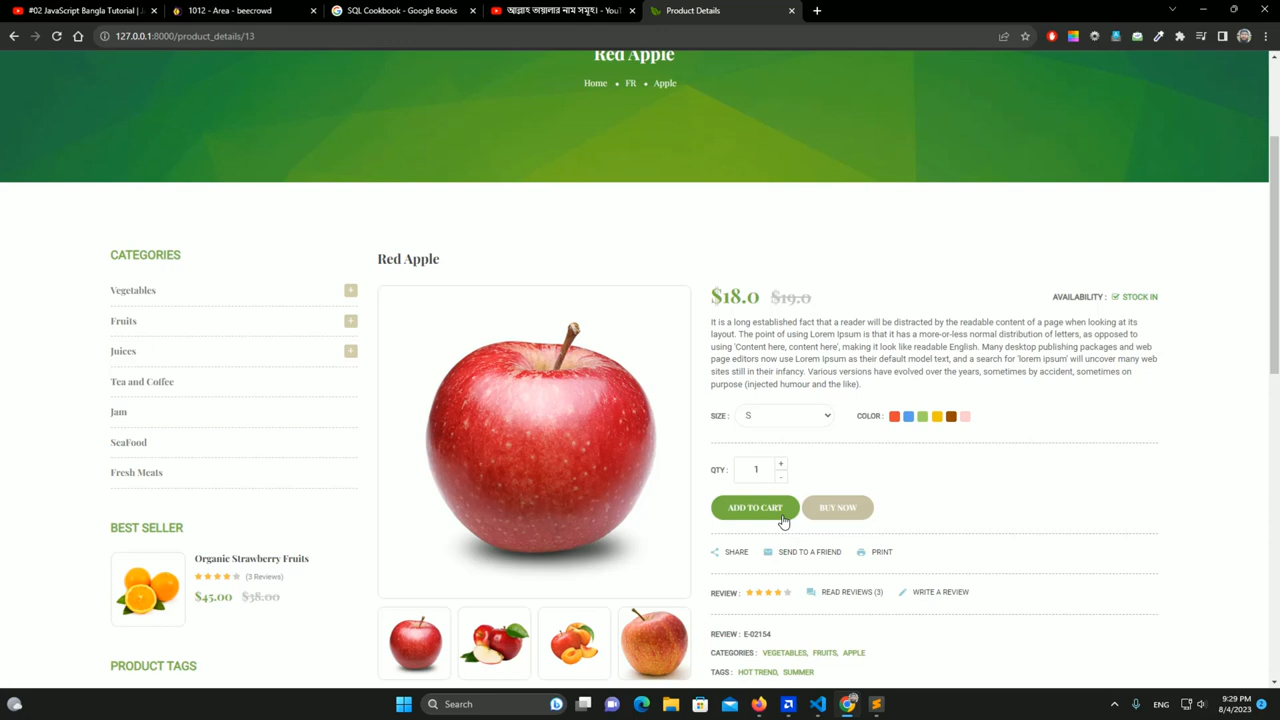 #02 JavaScript Bangla Tutorial |
1012 - Area - beecrowd
SQL Cookbook - Google Books
আল্লাহ তায়ালার নাম সমূহ। - YouT
Product Details
127.0.0.1:8000/product_details/13
Red Apple
Home • FR • Apple
CATEGORIES
Vegetables
Fruits
Juices
Tea and Coffee
Jam
SeaFood
Fresh Meats
BEST SELLER
Organic Strawberry Fruits
(3 Reviews)
$45.00 $38.00
PRODUCT TAGS
Red Apple
$18.0 $19.0
AVAILABILITY : STOCK IN
It is a long established fact that a reader will be distracted by the readable content of a page when looking at its
layout. The point of using Lorem Ipsum is that it has a more-or-less normal distribution of letters, as opposed to
using 'Content here, content here', making it look like readable English. Many desktop publishing packages and web
page editors now use Lorem Ipsum as their default model text, and a search for 'lorem ipsum' will uncover many web
sites still in their infancy. Various versions have evolved over the years, sometimes by accident, sometimes on
purpose (injected humour and the like).
SIZE : S COLOR :
QTY : 1 + -
ADD TO CART BUY NOW
SHARE SEND TO A FRIEND PRINT
REVIEW : READ REVIEWS (3) WRITE A REVIEW
REVIEW : E-02154
CATEGORIES : VEGETABLES, FRUITS, APPLE
TAGS : HOT TREND, SUMMER
Search
ENG
9:29 PM
8/4/2023
2